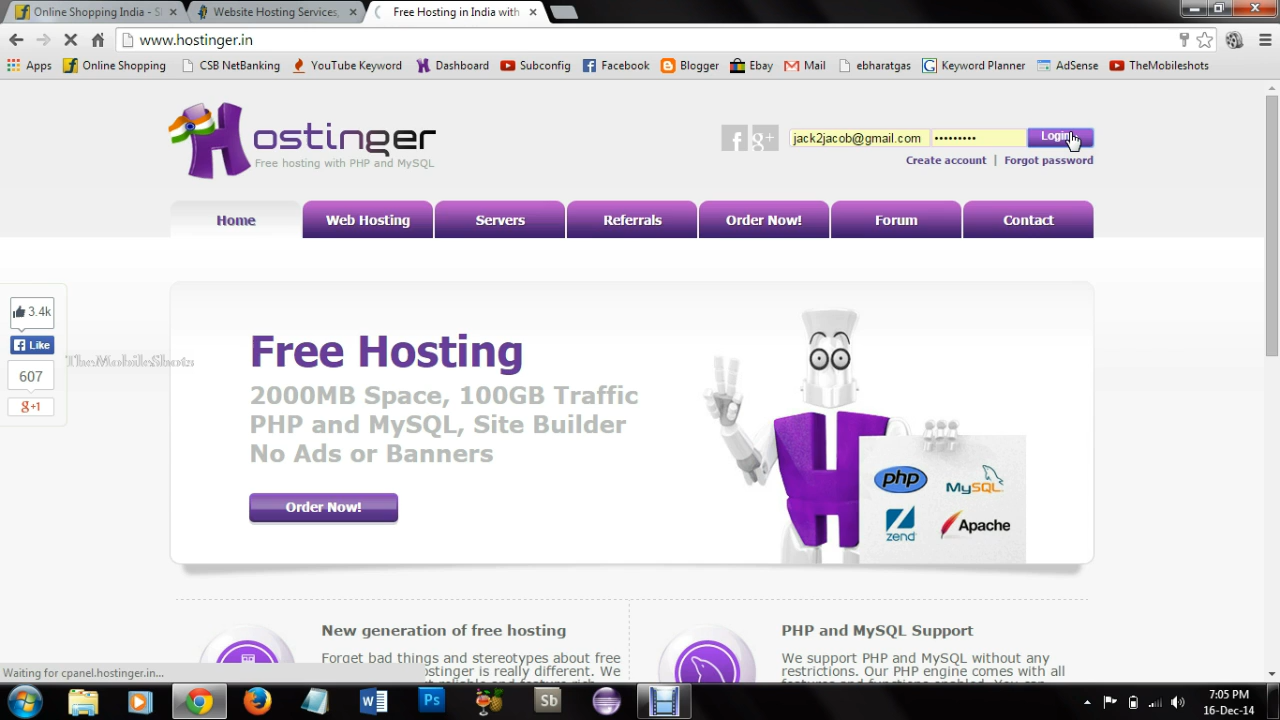 Online Shopping India - S
Website Hosting Services,
Free Hosting in India with
www.hostinger.in
Apps
Online Shopping
CSB NetBanking
YouTube Keyword
Dashboard
Subconfig
Facebook
Blogger
Ebay
Mail
ebharatgas
Keyword Planner
AdSense
TheMobileshots
Hostinger
Free hosting with PHP and MySQL
f
g+
jack2jacob@gmail.com
•••••••••
Login
Create account | Forgot password
Home
Web Hosting
Servers
Referrals
Order Now!
Forum
Contact
3.4k
Like
607
g+1
TheMobileShots
Free Hosting
2000MB Space, 100GB Traffic
PHP and MySQL, Site Builder
No Ads or Banners
Order Now!
H
php
MySQL
zend
Apache
New generation of free hosting
Forget bad things and stereotypes about free
ostinger is really different. We
PHP and MySQL Support
We support PHP and MySQL without any
restrictions. Our PHP engine comes with all
Waiting for cpanel.hostinger.in...
W
Ps
Sb
7:05 PM
16-Dec-14